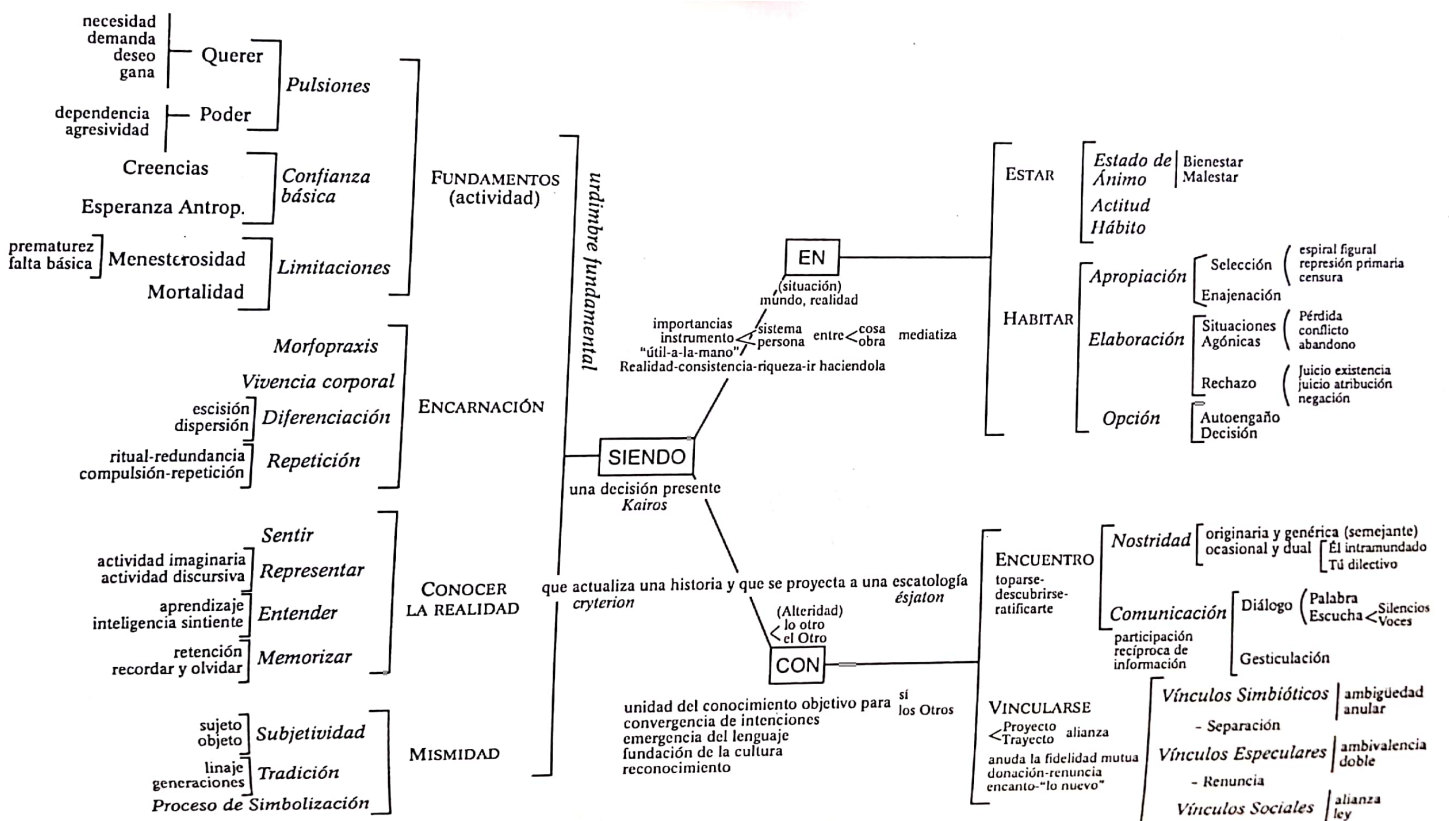 necesidad
demanda
deseo
gana
Querer
Pulsiones
dependencia
agresividad
Poder
Creencias
Esperanza Antrop.
Confianza
básica
prematurez
falta básica
Menesterosidad
Mortalidad
Limitaciones
FUNDAMENTOS
(actividad)
Morfopraxis
Vivencia corporal
escisión
dispersión
Diferenciación
ritual-redundancia
compulsión-repetición
Repetición
ENCARNACIÓN
Sentir
actividad imaginaria
actividad discursiva
Representar
aprendizaje
inteligencia sintiente
Entender
retención
recordar y olvidar
Memorizar
CONOCER
LA REALIDAD
sujeto
objeto
Subjetividad
linaje
generaciones
Tradición
Proceso de Simbolización
MISMIDAD
urdimbre fundamental
SIENDO
una decisión presente
Kairos
que actualiza una historia y que se proyecta a una escatología
cryterion
ésjaton
EN
(situación)
mundo, realidad
importancias
instrumento
"útil-a-la-mano"
sistema
persona
entre
cosa
obra
mediatiza
Realidad-consistencia-riqueza-ir haciendola
ESTAR
Estado de
Ánimo
Bienestar
Malestar
Actitud
Hábito
HABITAR
Apropiación
Selección
espiral figural
represión primaria
censura
Enajenación
Elaboración
Situaciones
Agónicas
Pérdida
conflicto
abandono
Rechazo
Juicio existencia
juicio atribución
negación
Opción
Autoengaño
Decisión
(Alteridad)
lo otro
el Otro
CON
unidad del conocimiento objetivo para
sí
los Otros
convergencia de intenciones
emergencia del lenguaje
fundación de la cultura
reconocimiento
ENCUENTRO
toparse-
descubrirse-
ratificarte
Nostridad
originaria y genérica (semejante)
ocasional y dual
Él intramundado
Tú dilectivo
Comunicación
participación
recíproca de
información
Diálogo
Palabra
Escucha
Silencios
Voces
Gesticulación
VINCULARSE
Proyecto
Trayecto
alianza
anuda la fidelidad mutua
donación-renuncia
encanto-"lo nuevo"
Vínculos Simbióticos
ambigüedad
anular
- Separación
Vínculos Especulares
ambivalencia
doble
- Renuncia
Vínculos Sociales
alianza
ley